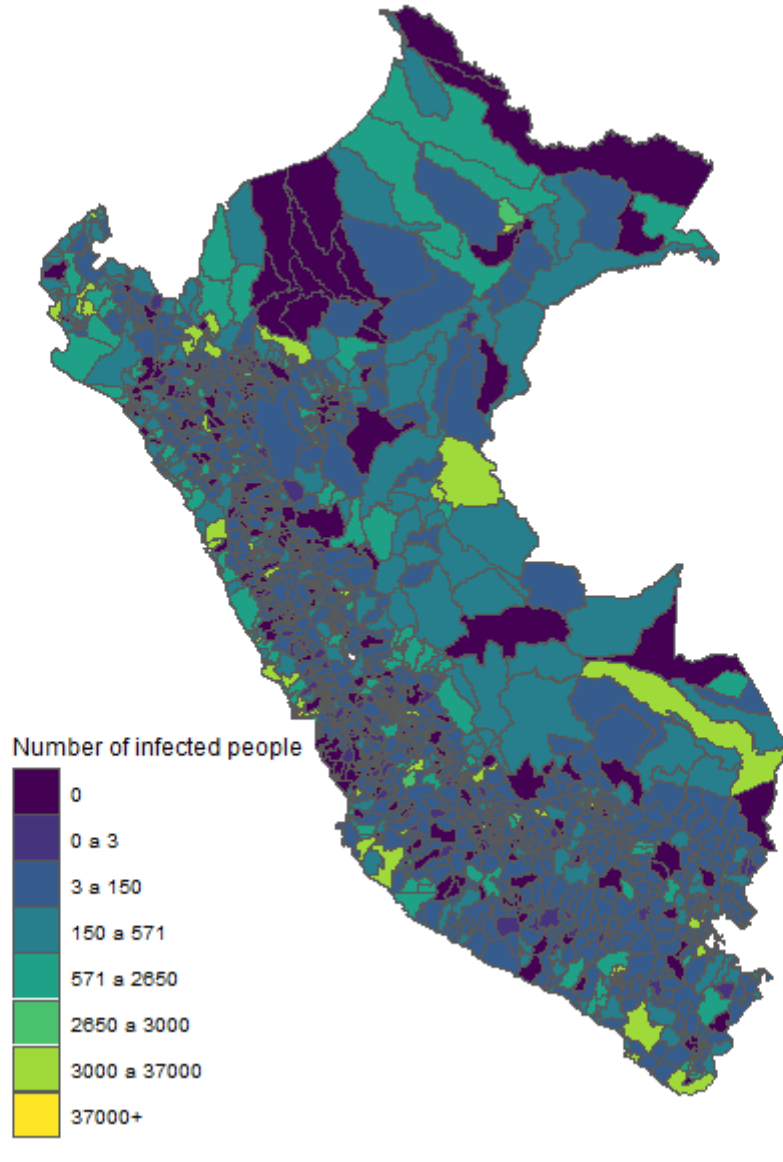 Number of infected people
0
0 a 3
3 a 150
150 a 571
571 a 2650
2650 a 3000
3000 a 37000
37000+